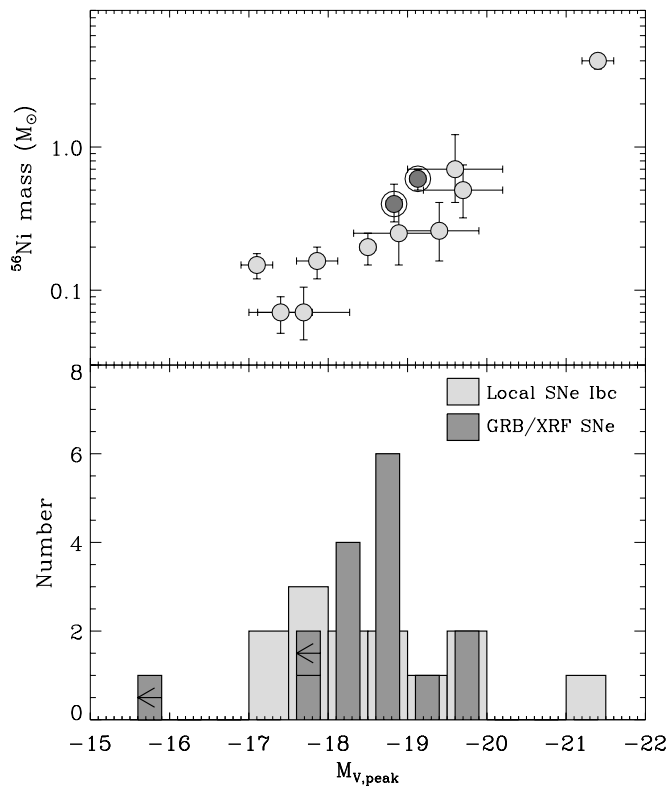 ⁵⁶Ni mass (M☉)
1.0
0.1
8
6
4
2
0
Number
Local SNe Ibc
GRB/XRF SNe
−15 −16 −17 −18 −19 −20 −21 −22
M_V,peak